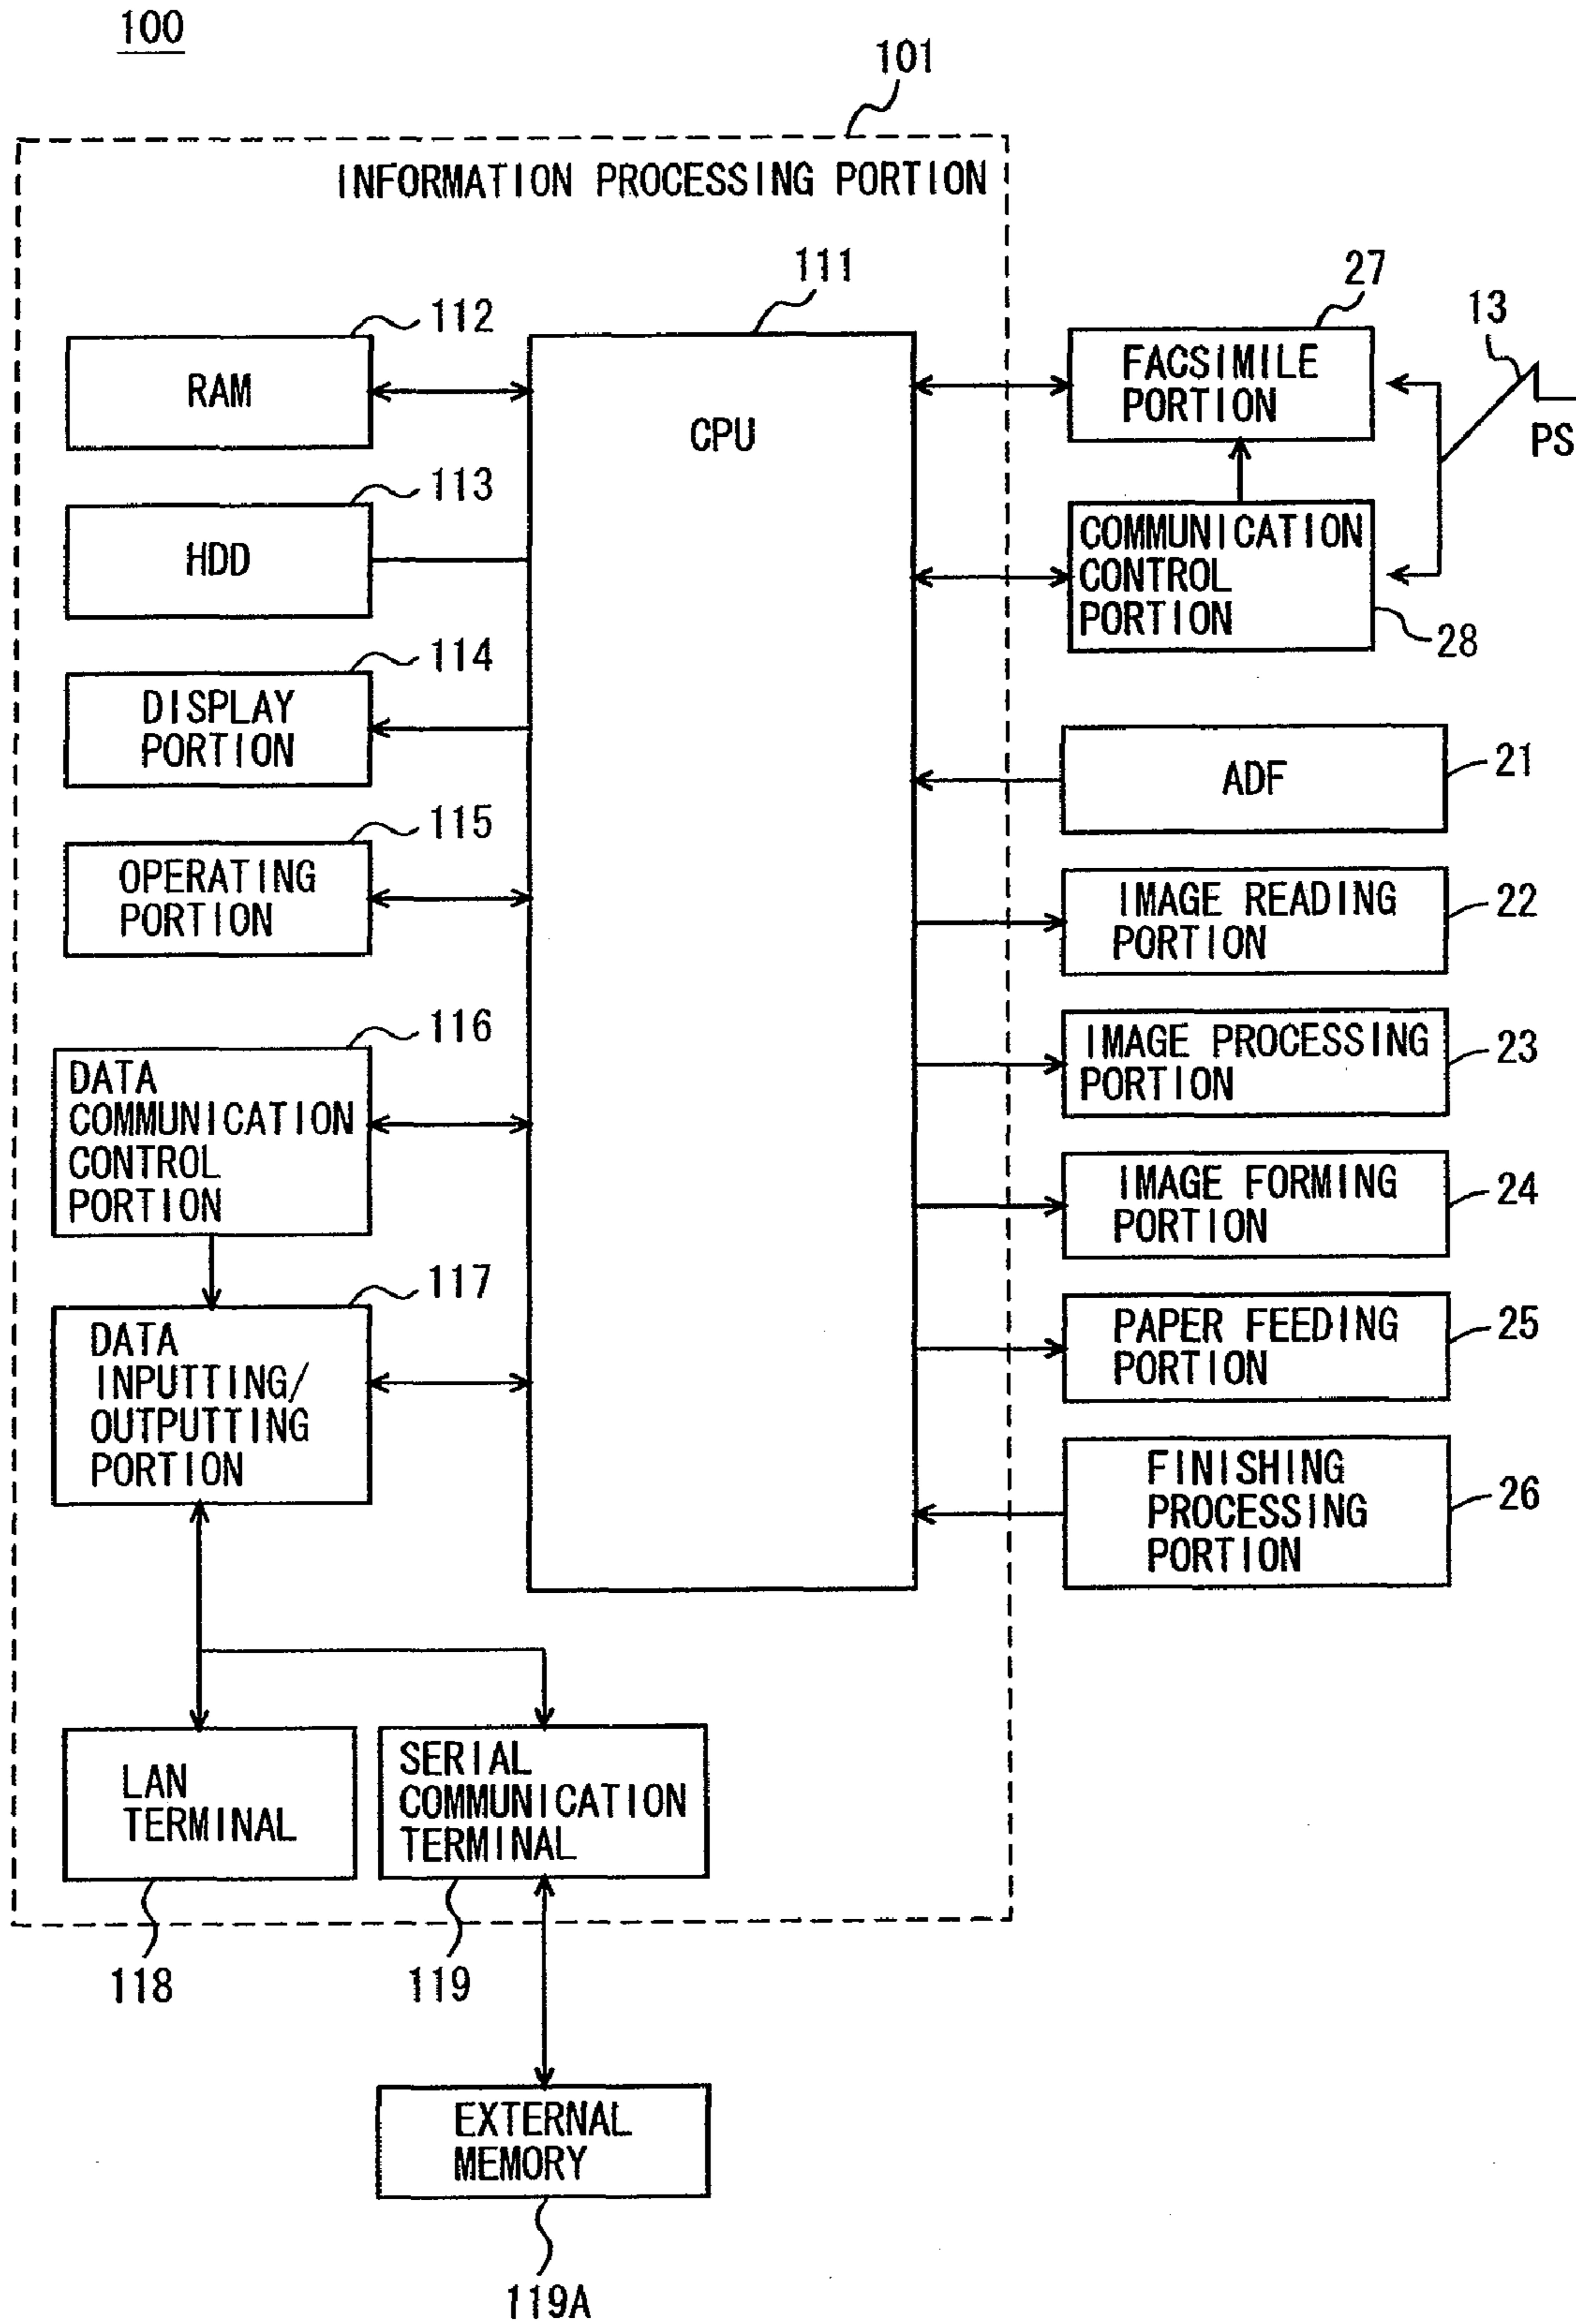 100
101
INFORMATION PROCESSING PORTION
111
CPU
112
RAM
113
HDD
114
DISPLAY
PORTION
115
OPERATING
PORTION
116
DATA
COMMUNICATION
CONTROL
PORTION
117
DATA
INPUTTING/
OUTPUTTING
PORTION
LAN
TERMINAL
118
SERIAL
COMMUNICATION
TERMINAL
119
EXTERNAL
MEMORY
119A
27
FACSIMILE
PORTION
13
PS
COMMUNICATION
CONTROL
PORTION
28
ADF
21
IMAGE READING
PORTION
22
IMAGE PROCESSING
PORTION
23
IMAGE FORMING
PORTION
24
PAPER FEEDING
PORTION
25
FINISHING
PROCESSING
PORTION
26